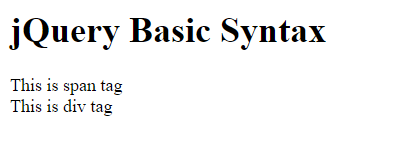 jQuery Basic Syntax
This is span tag
This is div tag